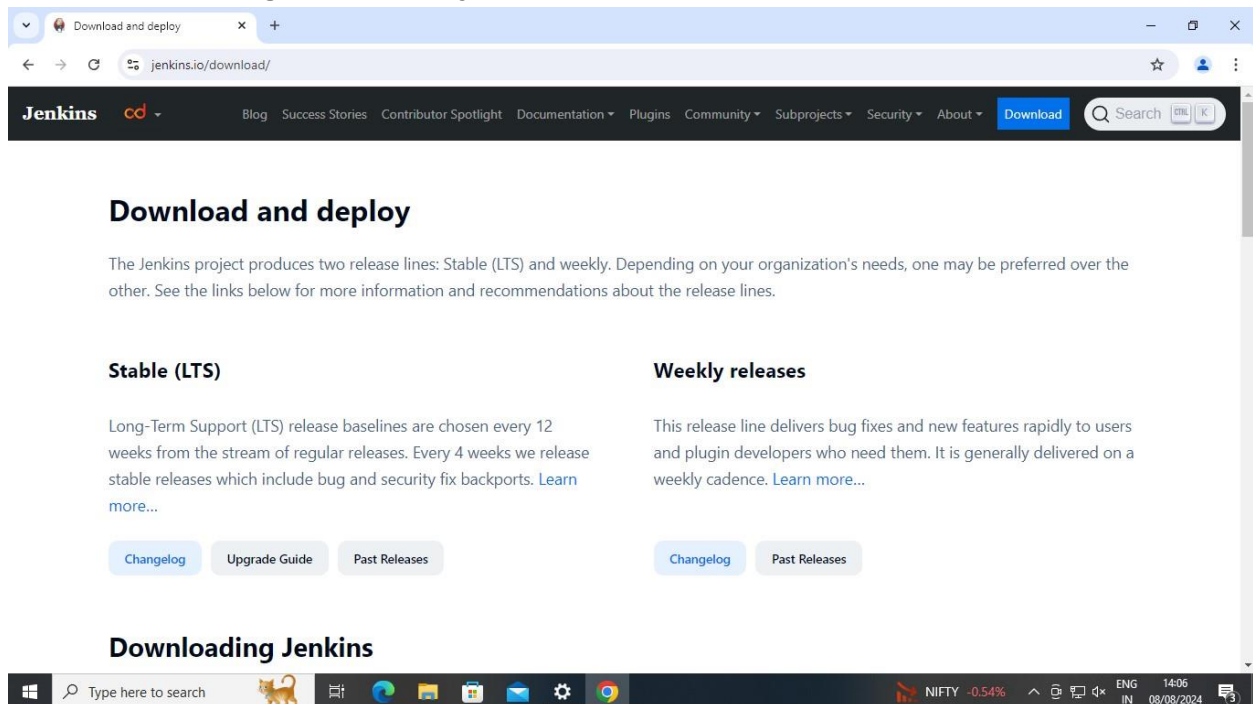 Download and deploy
jenkins.io/download/
Jenkins cd Blog Success Stories Contributor Spotlight Documentation Plugins Community Subprojects Security About Download Search CTRL K
Download and deploy
The Jenkins project produces two release lines: Stable (LTS) and weekly. Depending on your organization's needs, one may be preferred over the
other. See the links below for more information and recommendations about the release lines.
Stable (LTS)
Long-Term Support (LTS) release baselines are chosen every 12
weeks from the stream of regular releases. Every 4 weeks we release
stable releases which include bug and security fix backports. Learn
more...
Changelog Upgrade Guide Past Releases
Weekly releases
This release line delivers bug fixes and new features rapidly to users
and plugin developers who need them. It is generally delivered on a
weekly cadence. Learn more...
Changelog Past Releases
Downloading Jenkins
Type here to search NIFTY -0.54% ENG 14:06
IN 08/08/2024 3